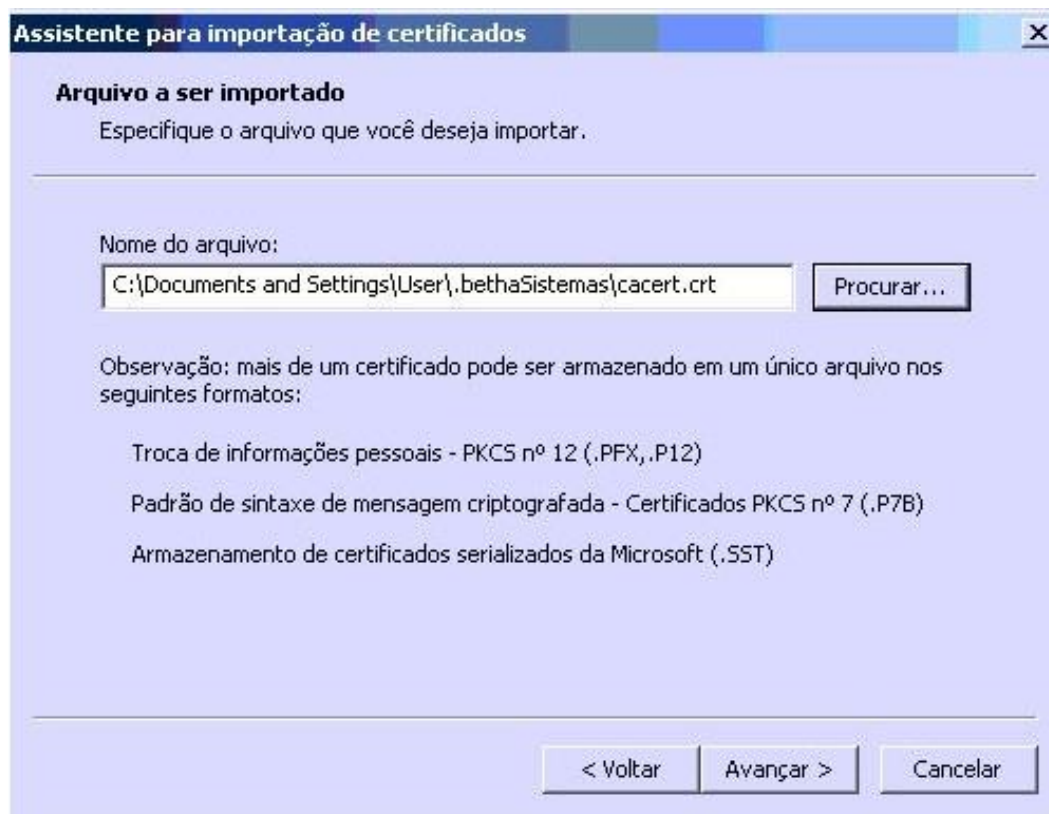 Assistente para importação de certificados
Arquivo a ser importado
Especifique o arquivo que você deseja importar.
Nome do arquivo:
C:\Documents and Settings\User\.bethaSistemas\cacert.crt
Procurar...
Observação: mais de um certificado pode ser armazenado em um único arquivo nos
seguintes formatos:
Troca de informações pessoais - PKCS nº 12 (.PFX,.P12)
Padrão de sintaxe de mensagem criptografada - Certificados PKCS nº 7 (.P7B)
Armazenamento de certificados serializados da Microsoft (.SST)
< Voltar
Avançar >
Cancelar